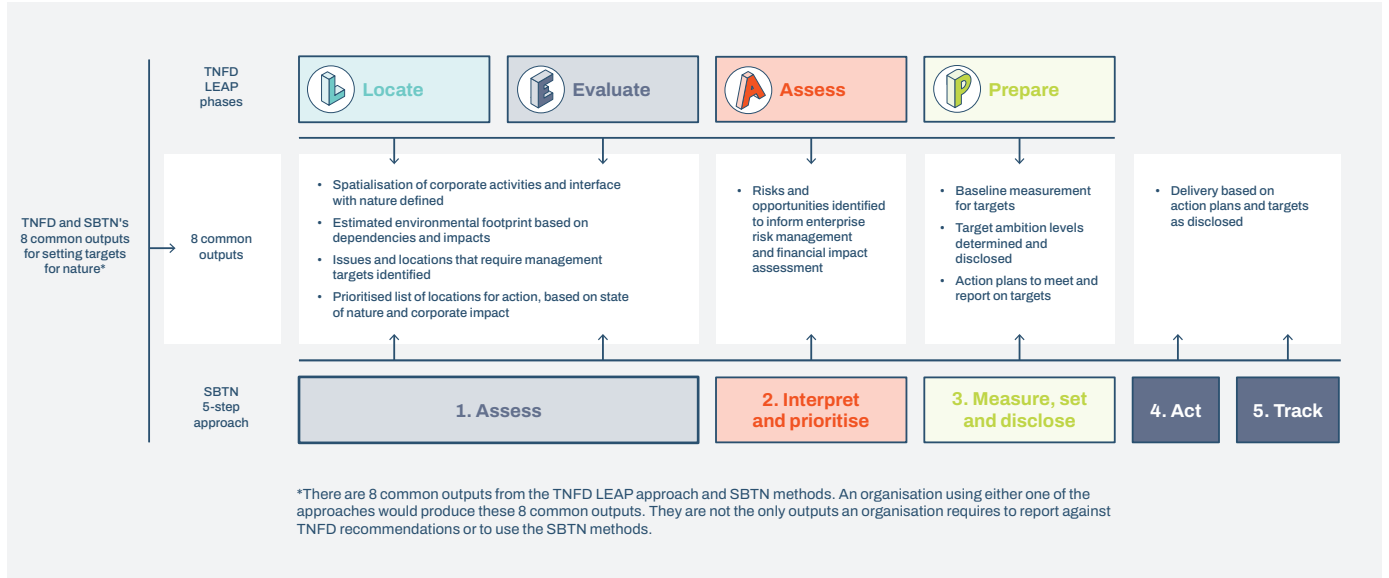 TNFD
LEAP
phases
L
Locate
E
Evaluate
A
Assess
P
Prepare
TNFD and SBTN's
8 common outputs
for setting targets
for nature*
8 common
outputs
• Spatialisation of corporate activities and interface
with nature defined
• Estimated environmental footprint based on
dependencies and impacts
• Issues and locations that require management
targets identified
• Prioritised list of locations for action, based on state
of nature and corporate impact
• Risks and
opportunities identified
to inform enterprise
risk management
and financial impact
assessment
• Baseline measurement
for targets
• Target ambition levels
determined and
disclosed
• Action plans to meet and
report on targets
• Delivery based on
action plans and targets
as disclosed
SBTN
5-step
approach
1. Assess
2. Interpret
and prioritise
3. Measure, set
and disclose
4. Act
5. Track
*There are 8 common outputs from the TNFD LEAP approach and SBTN methods. An organisation using either one of the
approaches would produce these 8 common outputs. They are not the only outputs an organisation requires to report against
TNFD recommendations or to use the SBTN methods.